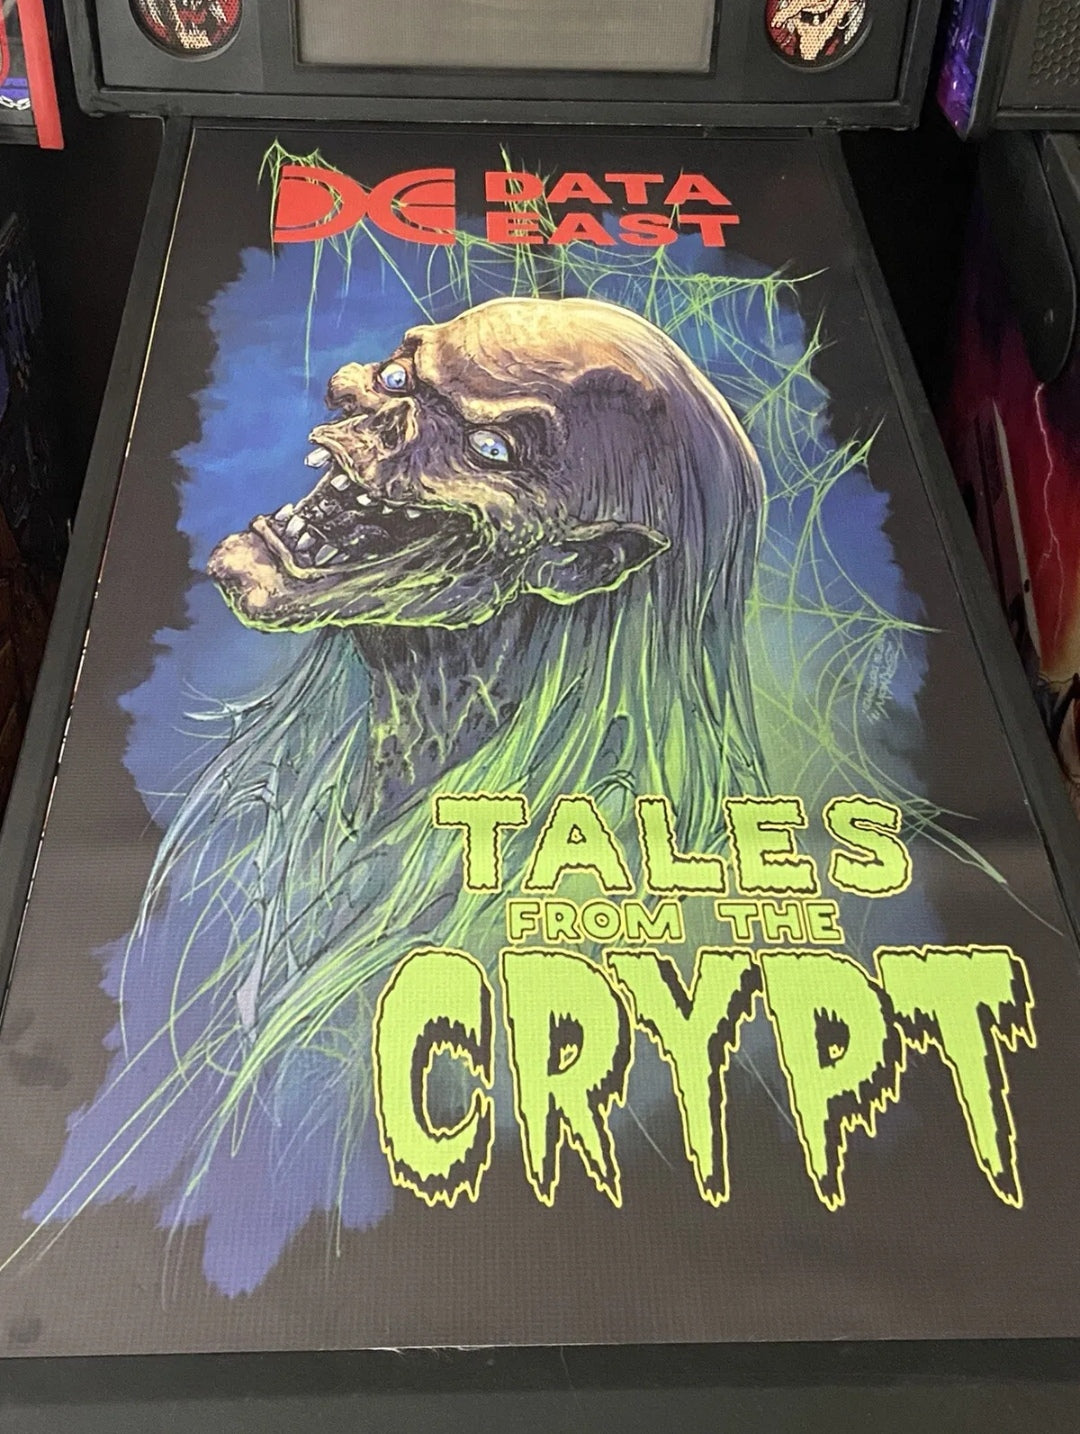 DATA
EAST
TALES
FROM THE
CRYPT